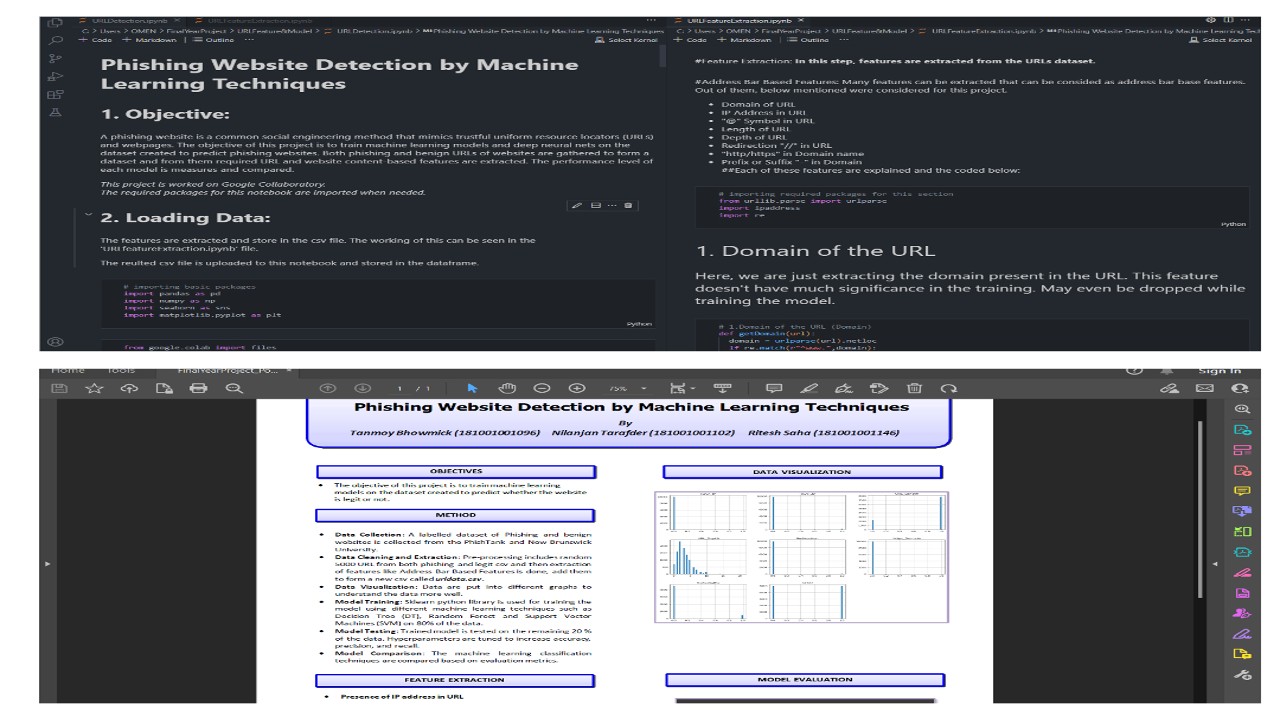 URLDetection.ipynb
URLFeatureExtraction.ipynb
C: > Users > OMEN > FinalYearProject > URLFeature&Model > URLDetection.ipynb > Phishing Website Detection by Machine Learning Techniques
+ Code + Markdown Outline ... Select Kernel
Phishing Website Detection by Machine
Learning Techniques
1. Objective:
A phishing website is a common social engineering method that mimics trustful uniform resource locators (URLs)
and webpages. The objective of this project is to train machine learning models and deep neural nets on the
dataset created to predict phishing websites. Both phishing and benign URLs of websites are gathered to form a
dataset and from them required URL and website content-based features are extracted. The performance level of
each model is measures and compared.
This project is worked on Google Collaboratory.
The required packages for this notebook are imported when needed.
2. Loading Data:
The features are extracted and store in the csv file. The working of this can be seen in the
'URLfeatureExtraction.ipynb' file.
The reulted csv file is uploaded to this notebook and stored in the dataframe.
# importing basic packages
import pandas as pd
import numpy as np
import seaborn as sns
import matplotlib.pyplot as plt
Python
from google.colab import files
URLFeatureExtraction.ipynb
C: > Users > OMEN > FinalYearProject > URLFeature&Model > URLFeatureExtraction.ipynb > Phishing Website Detection by Machine Learning Tecl
+ Code + Markdown Outline ... Select Kernel
#Feature Extraction: In this step, features are extracted from the URLs dataset.
#Address Bar Based Features: Many features can be extracted that can be consided as address bar base features.
Out of them, below mentioned were considered for this project.
• Domain of URL
• IP Address in URL
• "@" Symbol in URL
• Length of URL
• Depth of URL
• Redirection "//" in URL
• "http/https" in Domain name
• Prefix or Suffix "-" in Domain
##Each of these features are explained and the coded below:
# importing required packages for this section
from urllib.parse import urlparse
import ipaddress
import re
Python
1. Domain of the URL
Here, we are just extracting the domain present in the URL. This feature
doesn't have much significance in the training. May even be dropped while
training the model.
# 1.Domain of the URL (Domain)
def getDomain(url):
domain = urlparse(url).netloc
if re.match(r"^www.",domain):
Home Tools FinalYearProject_Po... × Sign In
1 / 1 75%
Phishing Website Detection by Machine Learning Techniques
By
Tanmoy Bhowmick (181001001096) Nilanjan Tarafder (181001001102) Ritesh Saha (181001001146)
OBJECTIVES
• The objective of this project is to train machine learning
models on the dataset created to predict whether the website
is legit or not.
METHOD
• Data Collection: A labelled dataset of Phishing and benign
websites is collected from the PhishTank and New Brunswick
University.
• Data Cleaning and Extraction: Pre-processing includes random
5000 URL from both phishing and legit csv and then extraction
of features like Address Bar Based Features is done, add them
to form a new csv called urldata.csv.
• Data Visualization: Data are put into different graphs to
understand the data more well.
• Model Training: Sklearn python library is used for training the
model using different machine learning techniques such as
Decision Tree (DT), Random Forest and Support Vector
Machines (SVM) on 80% of the data.
• Model Testing: Trained model is tested on the remaining 20%
of the data. Hyperparameters are tuned to increase accuracy,
precision, and recall.
• Model Comparison: The machine learning classification
techniques are compared based on evaluation metrics.
FEATURE EXTRACTION
• Presence of IP address in URL
DATA VISUALIZATION
MODEL EVALUATION